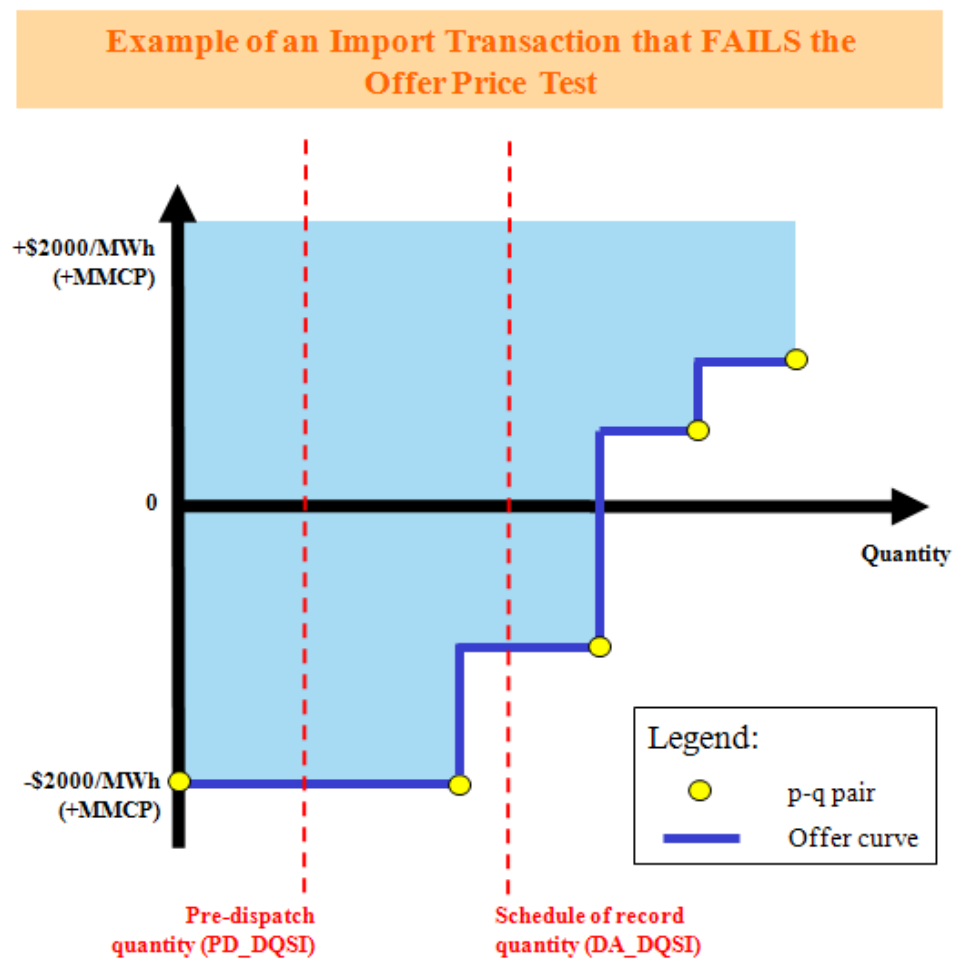 Example of an Import Transaction that FAILS the
Offer Price Test
+$2000/MWh
(+MMCP)
0
Quantity
-$2000/MWh
(+MMCP)
Legend:
p-q pair
Offer curve
Pre-dispatch
quantity (PD_DQSI)
Schedule of record
quantity (DA_DQSI)